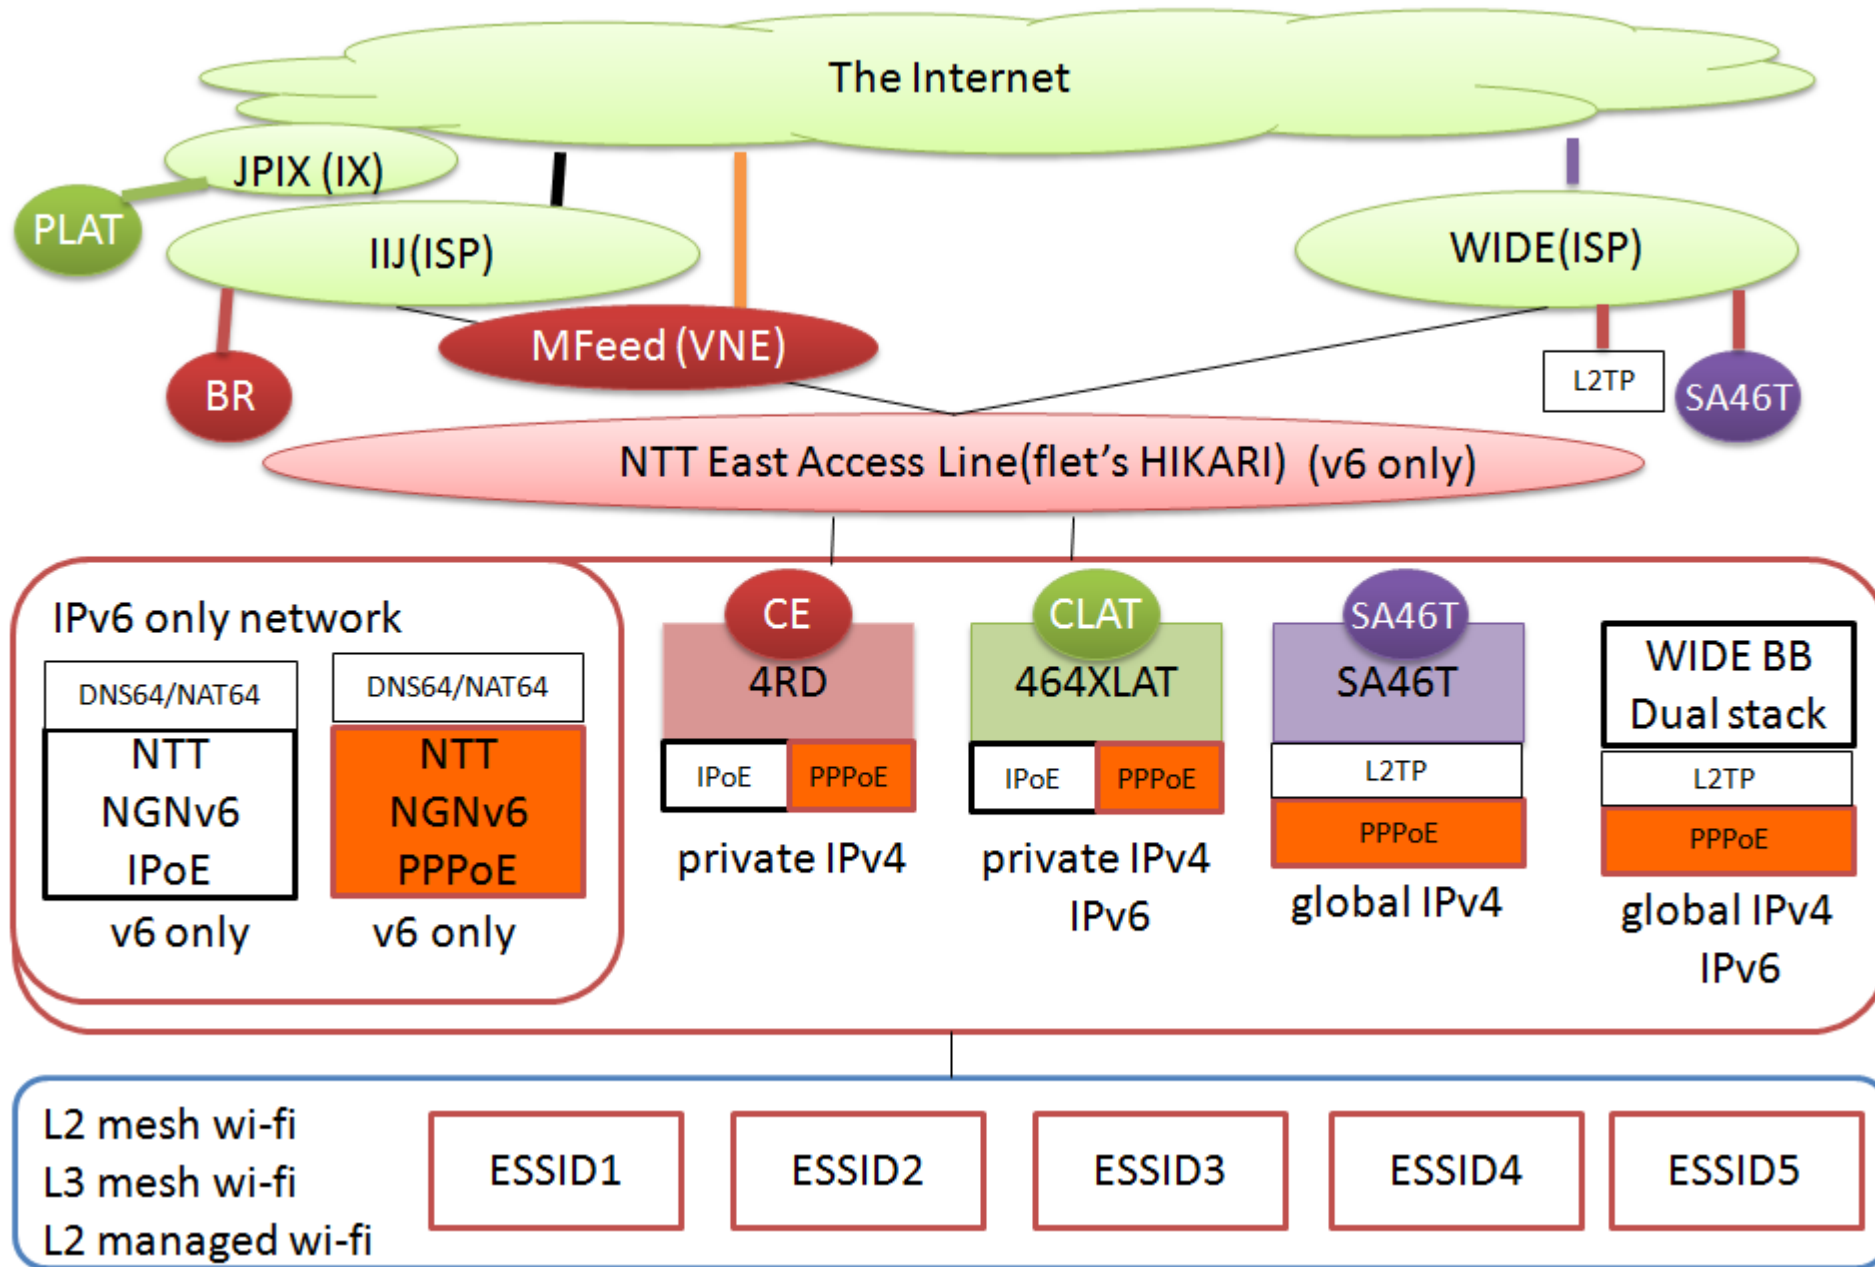 The Internet
JPIX (IX)
PLAT
IIJ(ISP)
WIDE(ISP)
MFeed (VNE)
BR
L2TP
SA46T
NTT East Access Line(flet's HIKARI) (v6 only)
IPv6 only network
DNS64/NAT64
NTT
NGNv6
IPoE
v6 only
DNS64/NAT64
NTT
NGNv6
PPPoE
v6 only
CE
4RD
IPoE
PPPoE
private IPv4
CLAT
464XLAT
IPoE
PPPoE
private IPv4
IPv6
SA46T
SA46T
L2TP
PPPoE
global IPv4
WIDE BB
Dual stack
L2TP
PPPoE
global IPv4
IPv6
L2 mesh wi-fi
L3 mesh wi-fi
L2 managed wi-fi
ESSID1
ESSID2
ESSID3
ESSID4
ESSID5